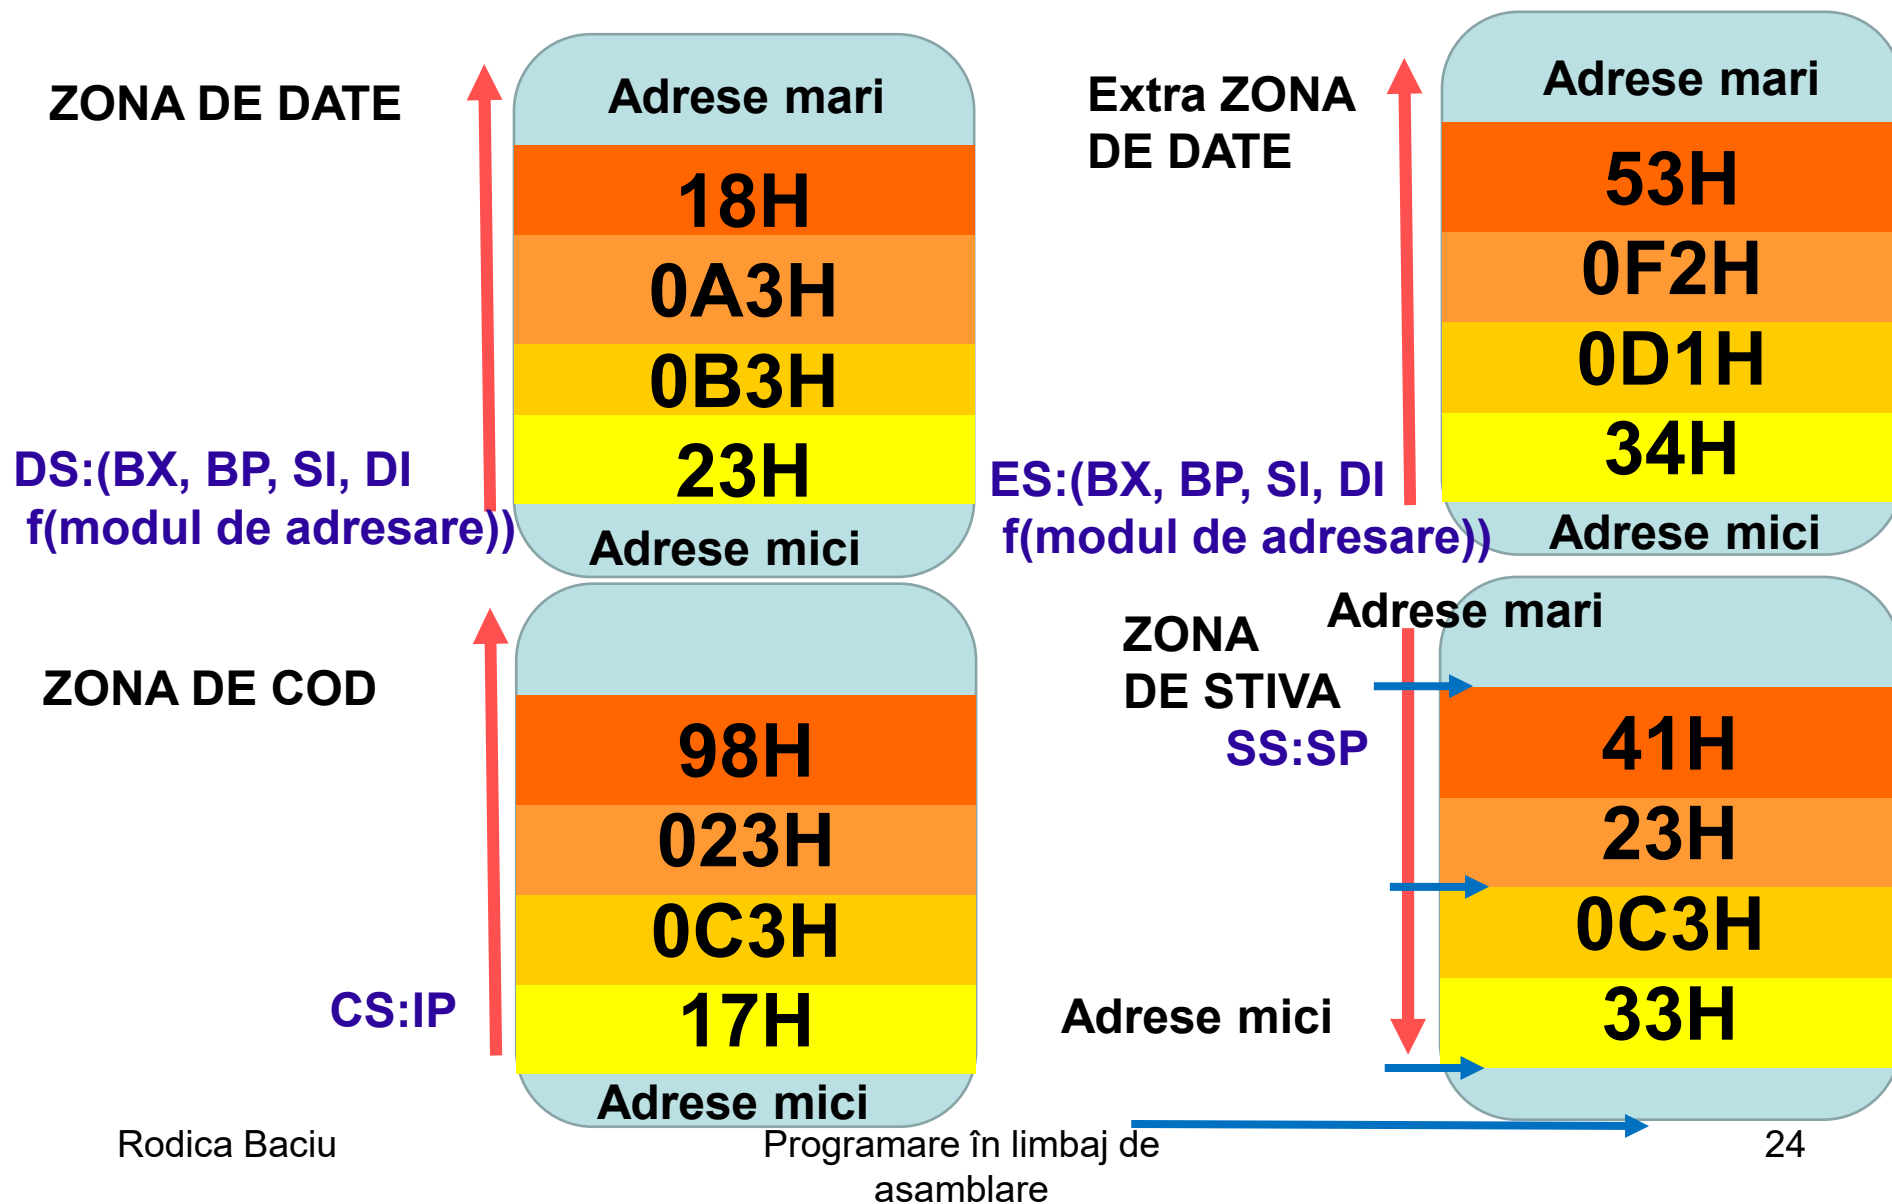 ZONA DE DATE
Adrese mari
18H
0A3H
0B3H
23H
DS:(BX, BP, SI, DI
f(modul de adresare))
Adrese mici
Extra ZONA
DE DATE
Adrese mari
53H
0F2H
0D1H
34H
ES:(BX, BP, SI, DI
f(modul de adresare))
Adrese mici
ZONA DE COD
98H
023H
0C3H
17H
CS:IP
Adrese mici
Adrese mari
ZONA
DE STIVA
SS:SP
41H
23H
0C3H
33H
Adrese mici
Rodica Baciu
Programare în limbaj de
asamblare
24